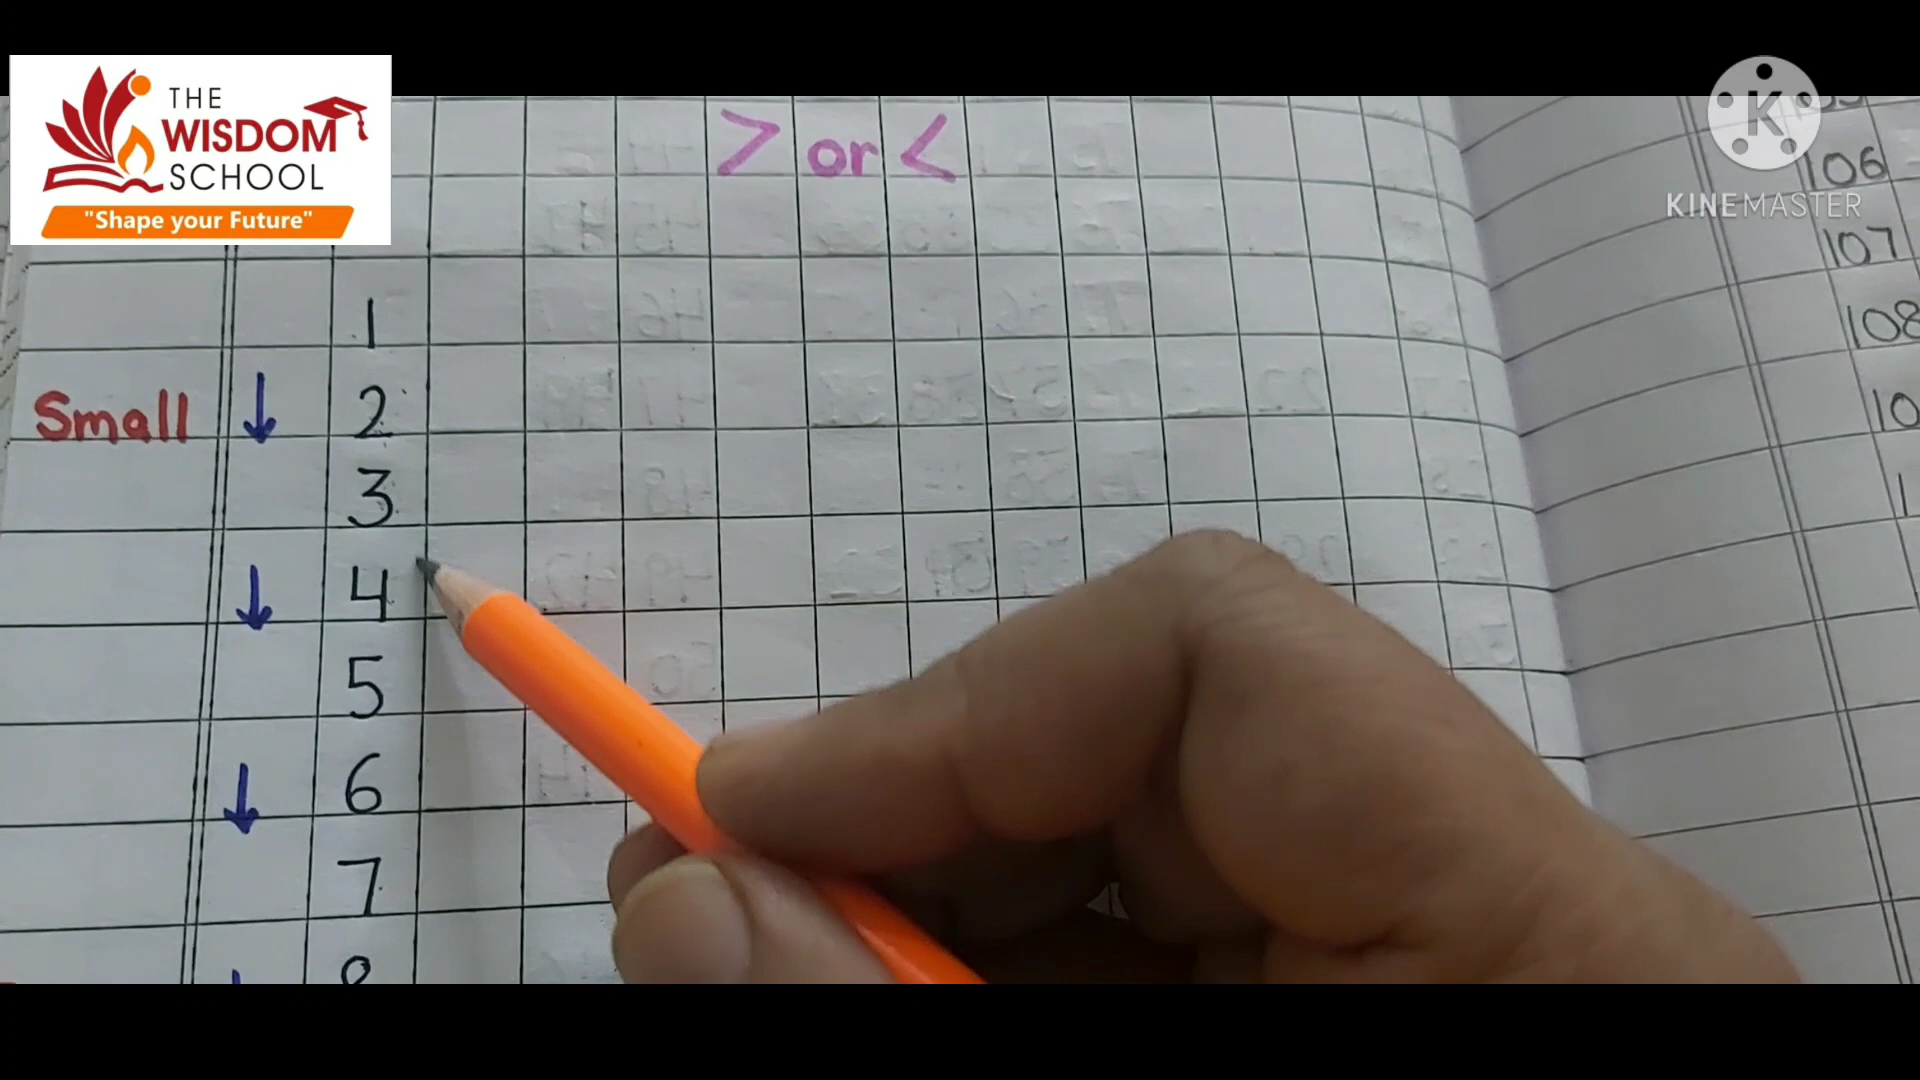 THE
WISDOM
SCHOOL
"Shape your Future"
> or <
K
KINEMASTER
1
Small ↓ 2
3
↓ 4
5
↓ 6
7
106
107
108